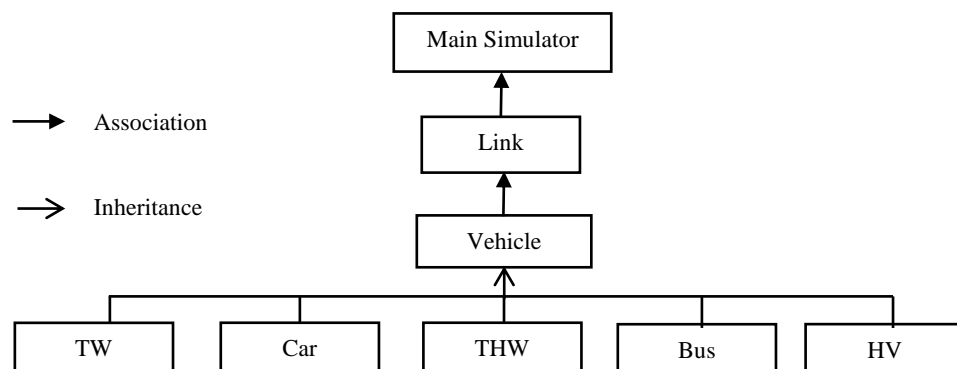 Main Simulator
Association
Link
Inheritance
Vehicle
TW
Car
THW
Bus
HV